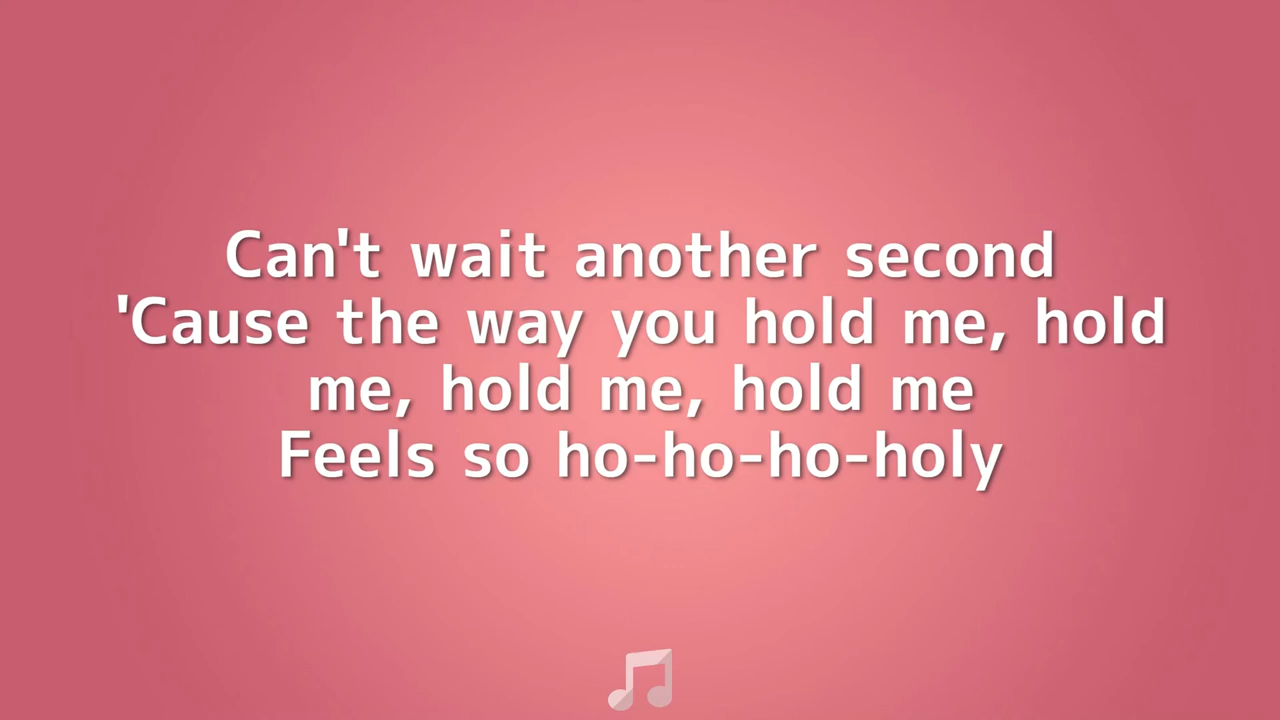 Can't wait another second
'Cause the way you hold me, hold
me, hold me, hold me
Feels so ho-ho-ho-holy